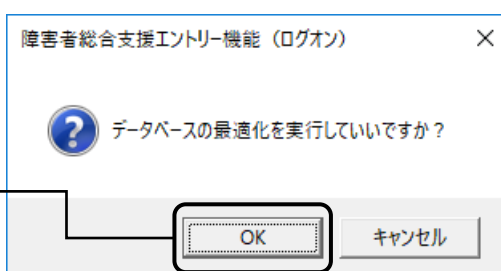 障害者総合支援エントリー機能（ログオン）
データベースの最適化を実行していいですか？
OK
キャンセル